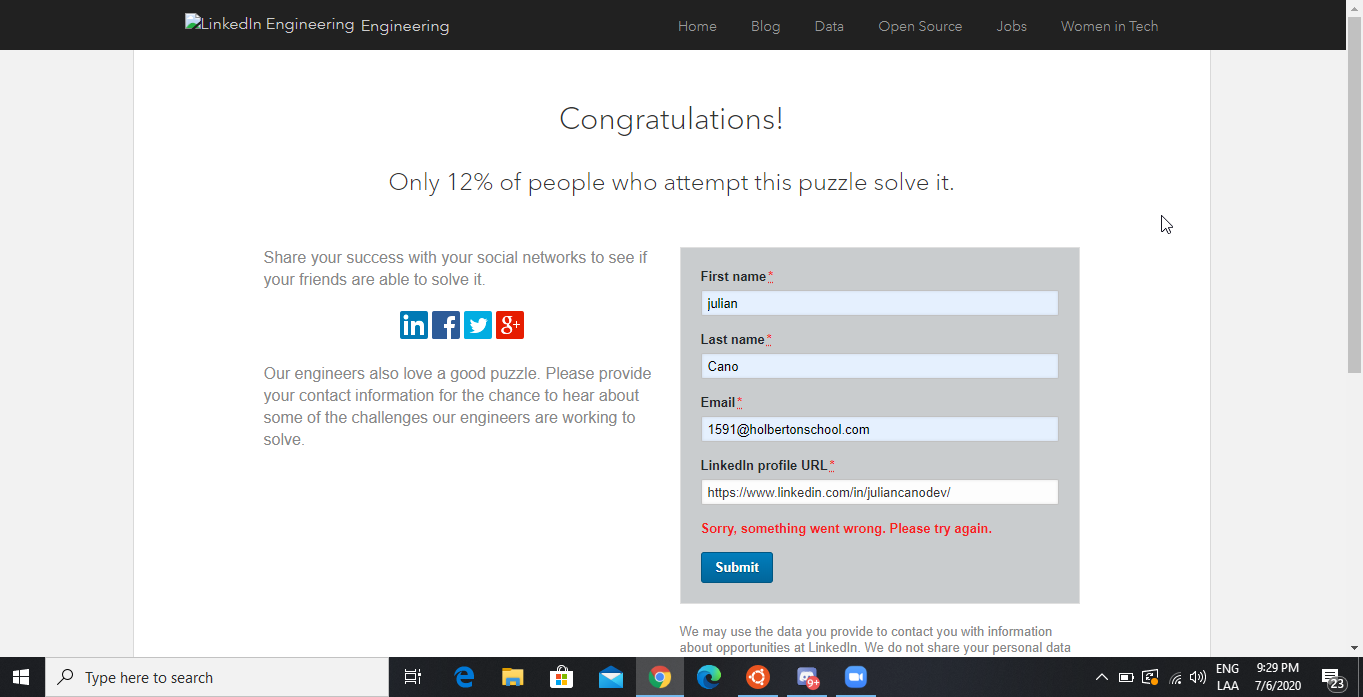 LinkedIn Engineering Engineering
Home Blog Data Open Source Jobs Women in Tech
Congratulations!
Only 12% of people who attempt this puzzle solve it.
Share your success with your social networks to see if
your friends are able to solve it.
in f g+
Our engineers also love a good puzzle. Please provide
your contact information for the chance to hear about
some of the challenges our engineers are working to
solve.
First name*
julian
Last name*
Cano
Email*
1591@holbertonschool.com
LinkedIn profile URL*
https://www.linkedin.com/in/juliancanodev/
Sorry, something went wrong. Please try again.
Submit
We may use the data you provide to contact you with information
about opportunities at LinkedIn. We do not share your personal data
Type here to search
9+
ENG
LAA
9:29 PM
7/6/2020
23